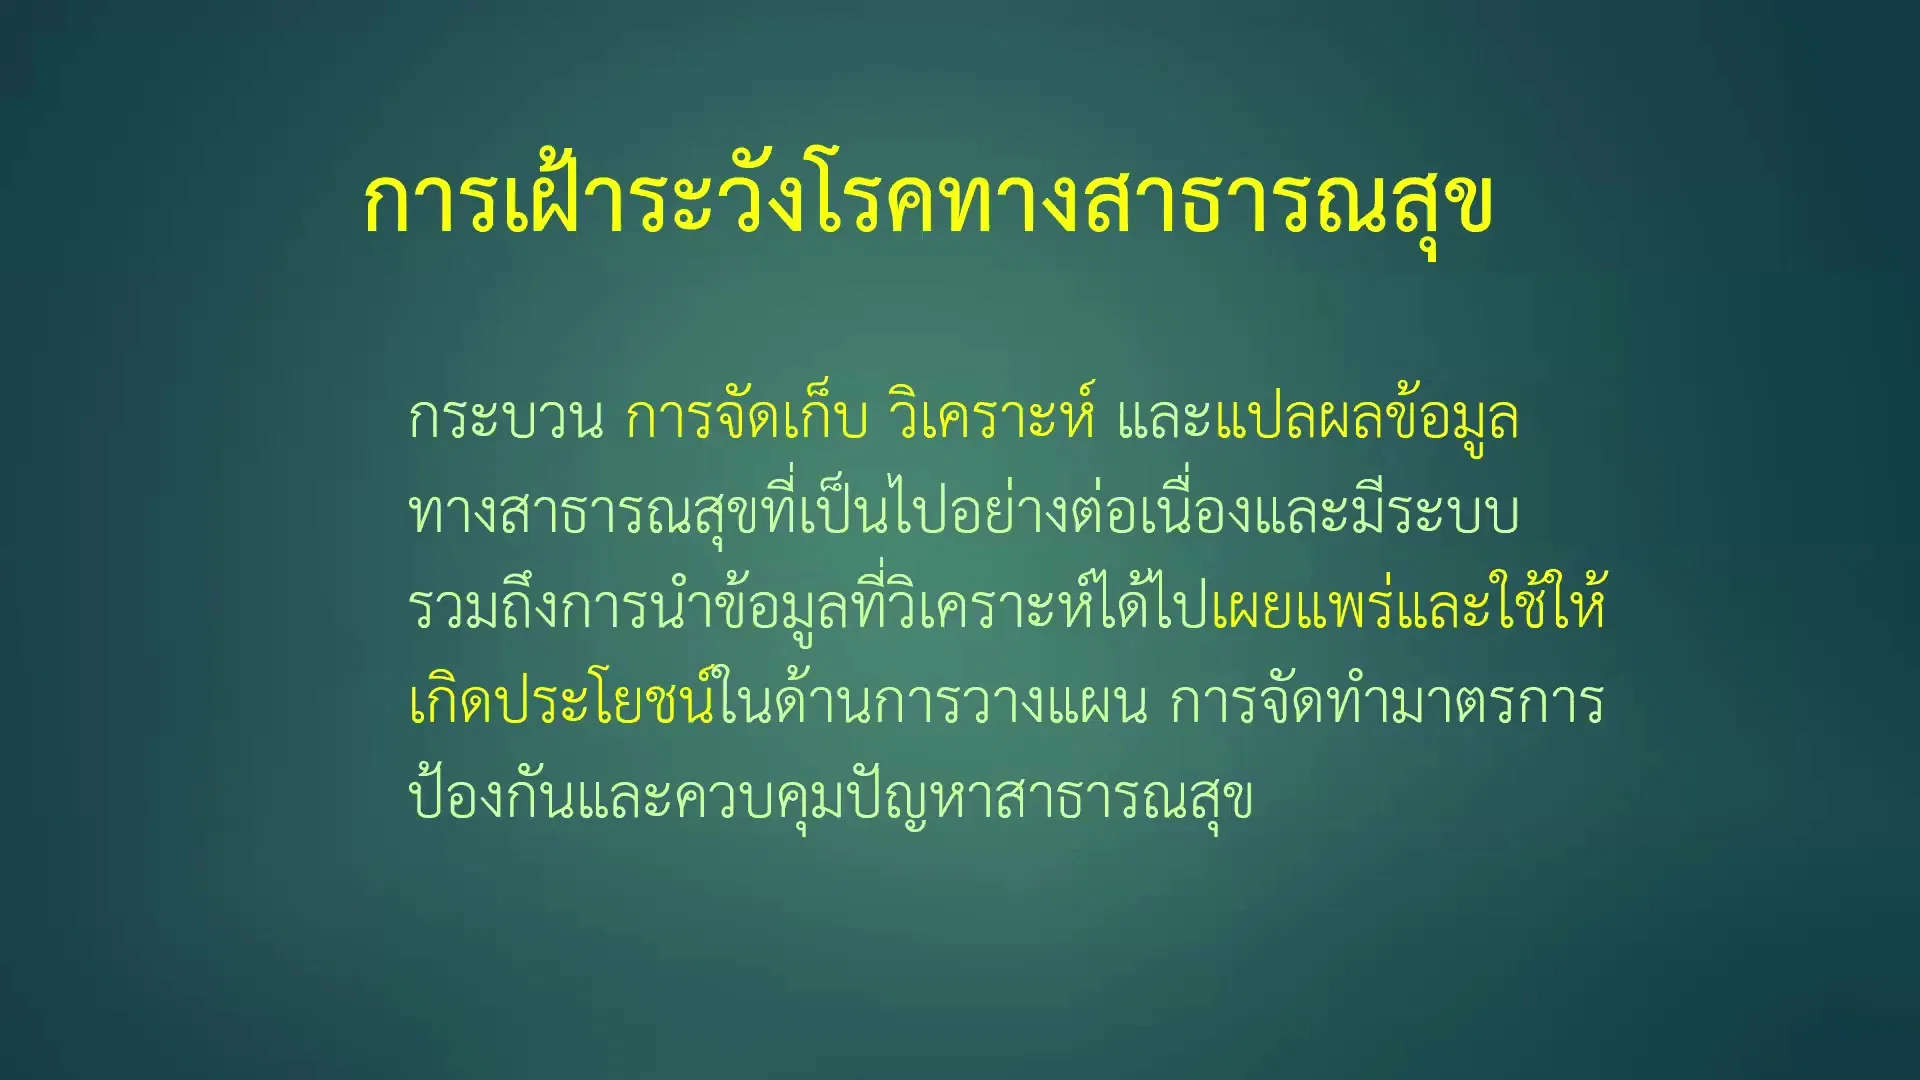 การเฝ้าระวังโรคทางสาธารณสุข
กระบวน การจัดเก็บ วิเคราะห์ และแปลผลข้อมูล
ทางสาธารณสุขที่เป็นไปอย่างต่อเนื่องและมีระบบ
รวมถึงการนำข้อมูลที่วิเคราะห์ได้ไปเผยแพร่และใช้ให้
เกิดประโยชน์ในด้านการวางแผน การจัดทำมาตรการ
ป้องกันและควบคุมปัญหาสาธารณสุข